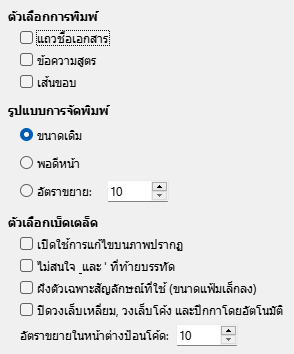 ตัวเลือกการพิมพ์
แถวชื่อเอกสาร
ข้อความสูตร
เส้นขอบ
รูปแบบการจัดพิมพ์
ขนาดเดิม
พอดีหน้า
อัตราขยาย: 10
ตัวเลือกเบ็ดเตล็ด
เปิดใช้การแก้ไขบนภาพปรากฏ
ไม่สนใจ _และ ' ที่ท้ายบรรทัด
ฝังตัวเฉพาะสัญลักษณ์ที่ใช้ (ขนาดแฟ้มเล็กลง)
ปิดวงเล็บเหลี่ยม, วงเล็บโค้ง และปีกกาโดยอัตโนมัติ
อัตราขยายในหน้าต่างป้อนโค้ด: 10